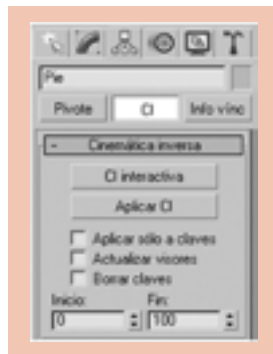 Pie
Pivote CI Info vínc
- Cinemática inversa
CI interactiva
Aplicar CI
Aplicar sólo a claves
Actualizar visores
Borrar claves
Inicio: Fin:
0 100